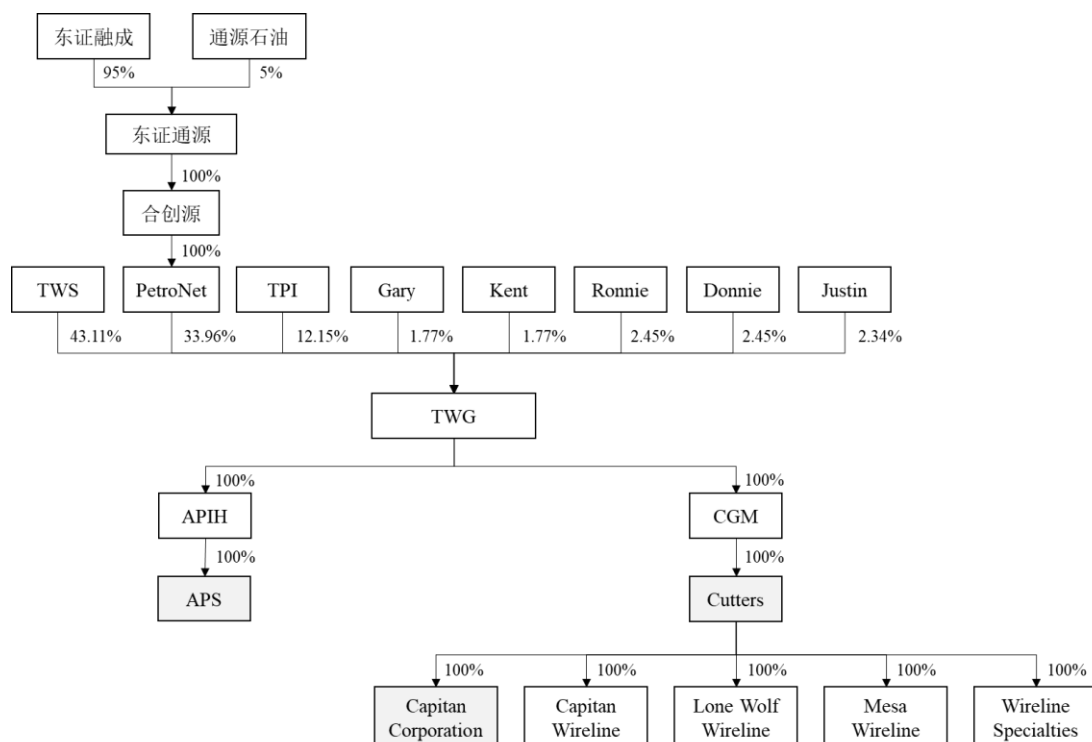 东证融成 通源石油
95% 5%
东证通源
100%
合创源
100%
TWS PetroNet TPI Gary Kent Ronnie Donnie Justin
43.11% 33.96% 12.15% 1.77% 1.77% 2.45% 2.45% 2.34%
TWG
100% 100%
APIH CGM
100% 100%
APS Cutters
100% 100% 100% 100% 100%
Capitan Capitan Lone Wolf Mesa Wireline
Corporation Wireline Wireline Wireline Specialties